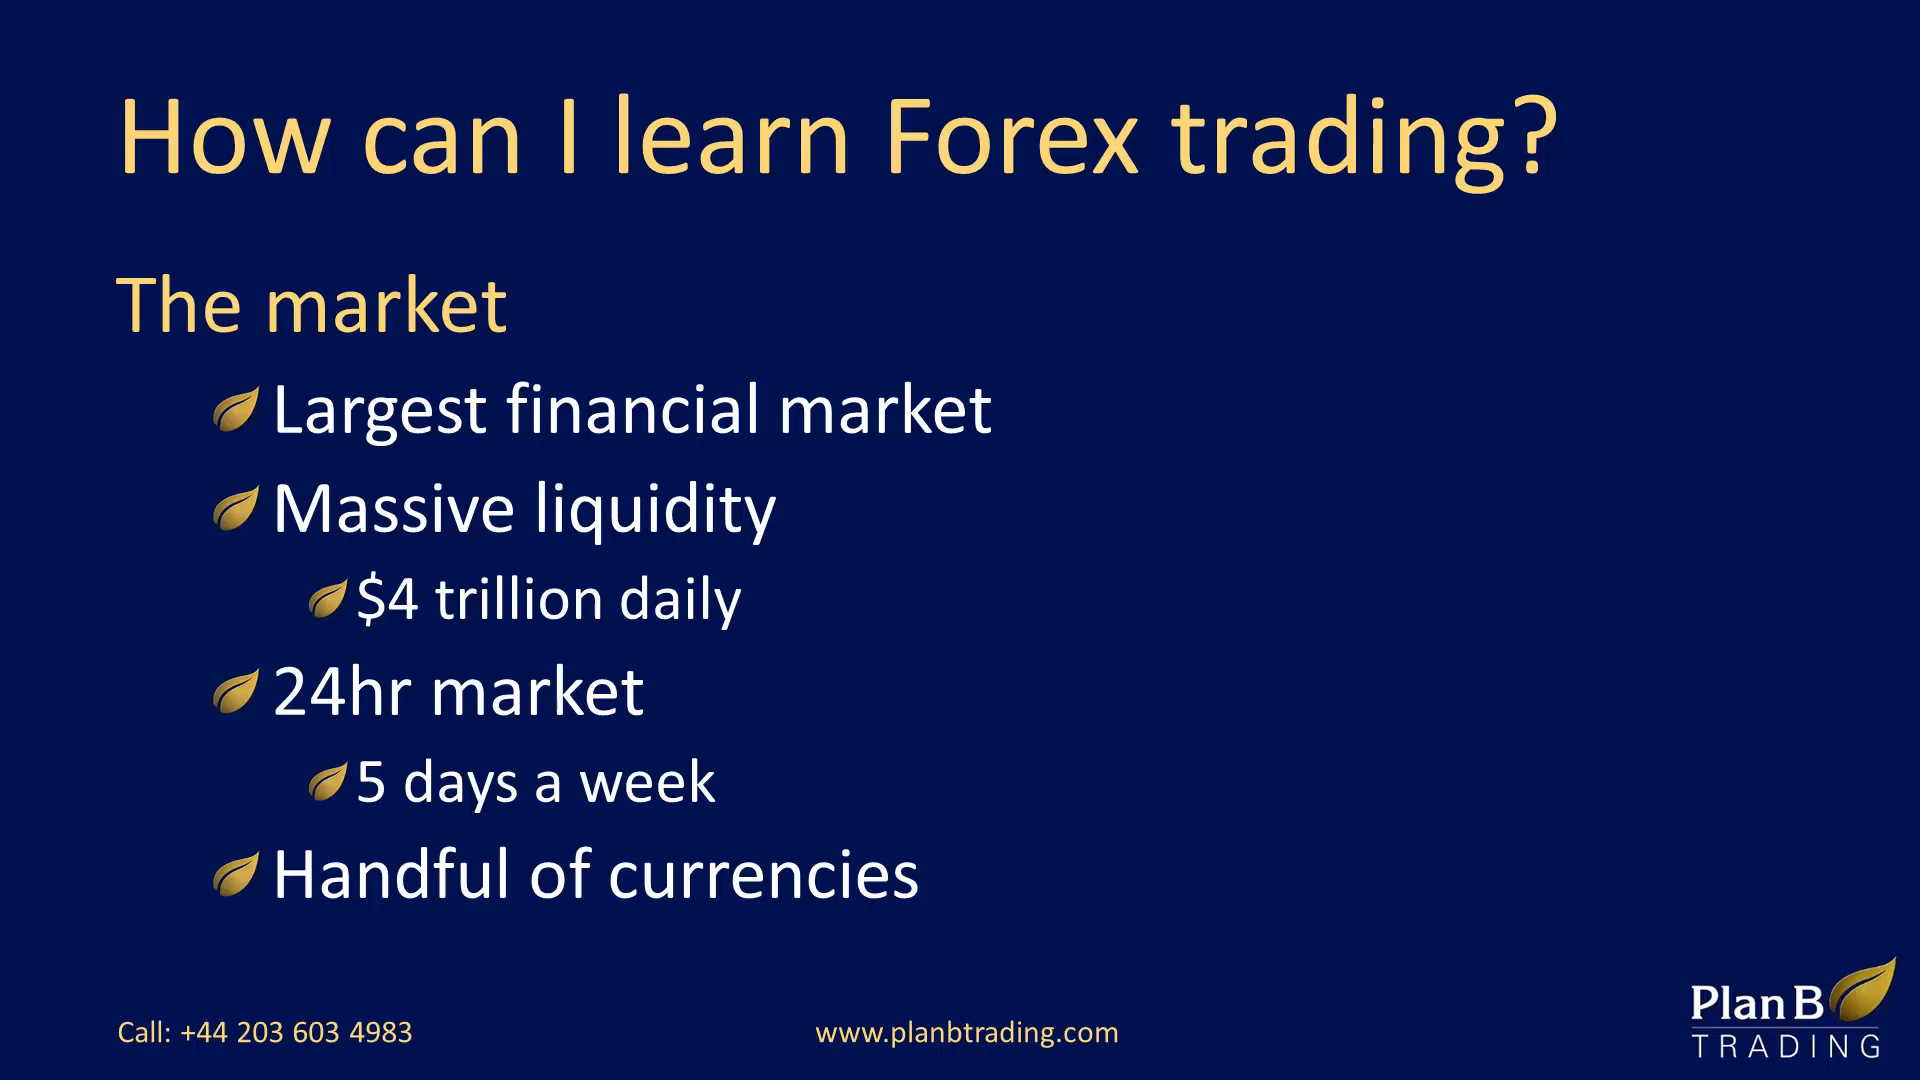 How can I learn Forex trading?
The market
Largest financial market
Massive liquidity
$4 trillion daily
24hr market
5 days a week
Handful of currencies
Call: +44 203 603 4983
www.planbtrading.com
Plan B
TRADING